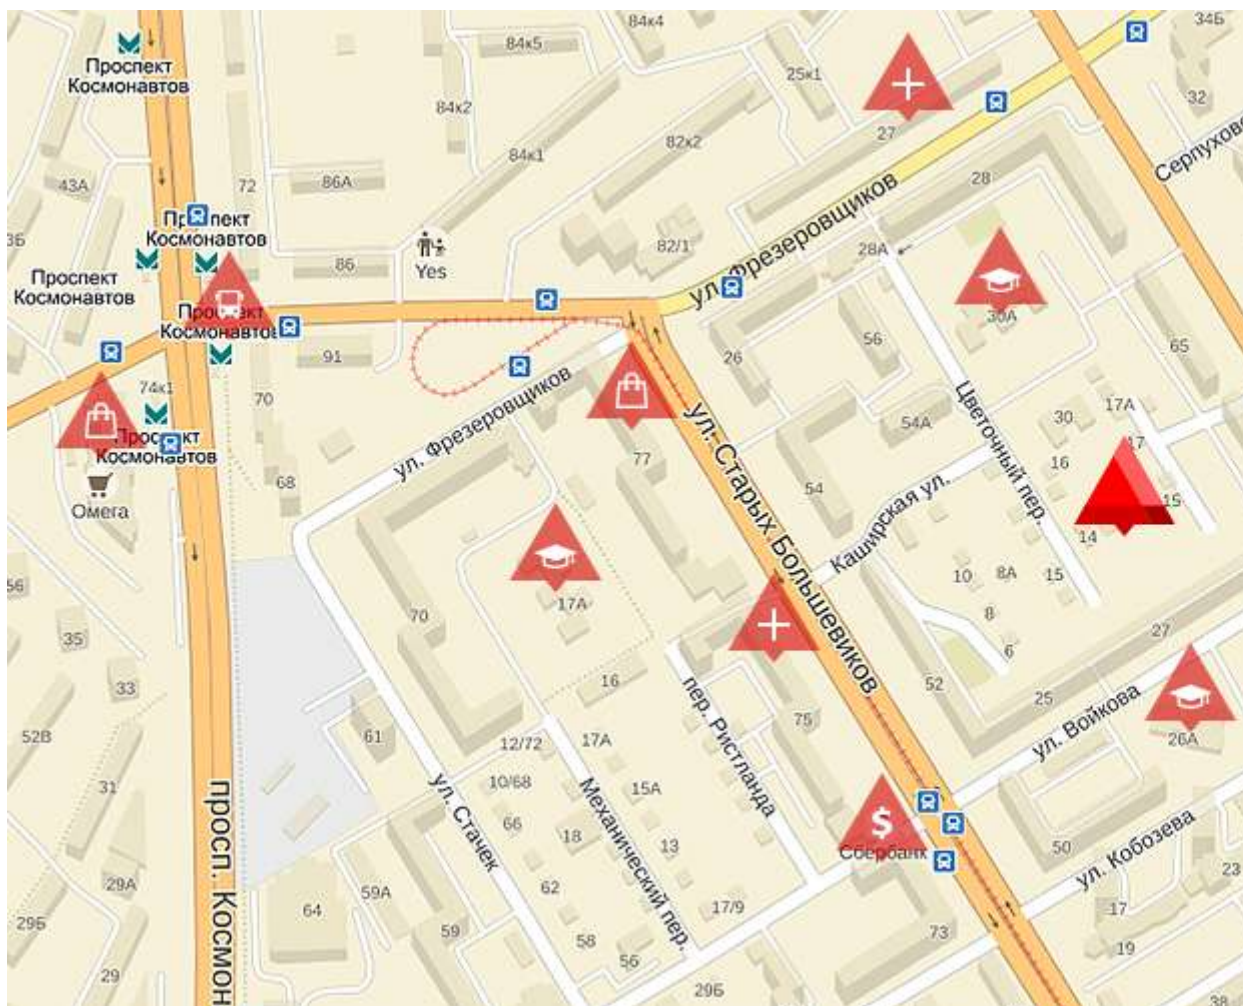 84к4
34Б
84к5
Проспект
Космонавтов
25к1
32
84к2
27
82к2
84к1
Серпуховс
86А
43А
72
28
Проспект
Космонавтов
82/1
28А
86
Yes
ул. Фрезеровщиков
Проспект
Космонавтов
30А
Проспект
Космонавтов
56
65
91
26
74к1
70
17А
30
54А
ул. Фрезеровщиков
ул. Старых Большевиков
Цветочный пер.
Проспект
Космонавтов
77
17
16
68
54
15
Омега
Каширская ул.
14
56
10
8А
15
17А
70
8
35
27
6
33
16
52
25
26А
пер. Ристланда
ул. Войкова
75
61
52В
12/72
17А
31
10/68
15А
просп. Космон
ул. Стачек
66
18
Механический пер.
13
$
50
Сбербанк
ул. Кобозева
23
29А
59А
62
64
17/9
17
29Б
59
58
73
19
56
29
29Б
38